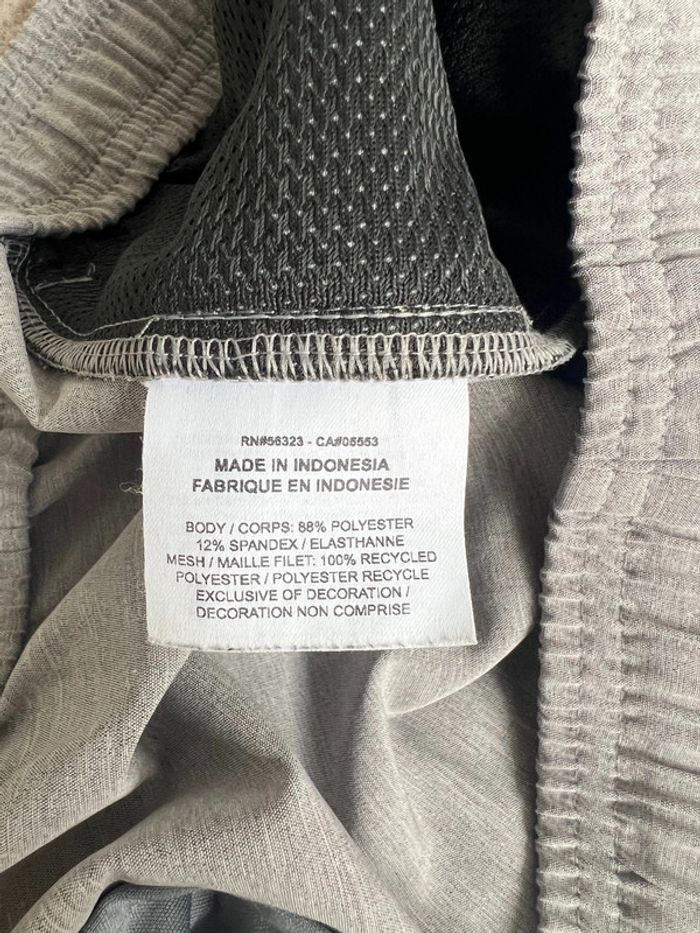 RN#56323 - CA#05553
MADE IN INDONESIA
FABRIQUE EN INDONESIE
BODY / CORPS: 88% POLYESTER
12% SPANDEX / ELASTHANNE
MESH / MAILLE FILET: 100% RECYCLED
POLYESTER / POLYESTER RECYCLE
EXCLUSIVE OF DECORATION /
DECORATION NON COMPRISE